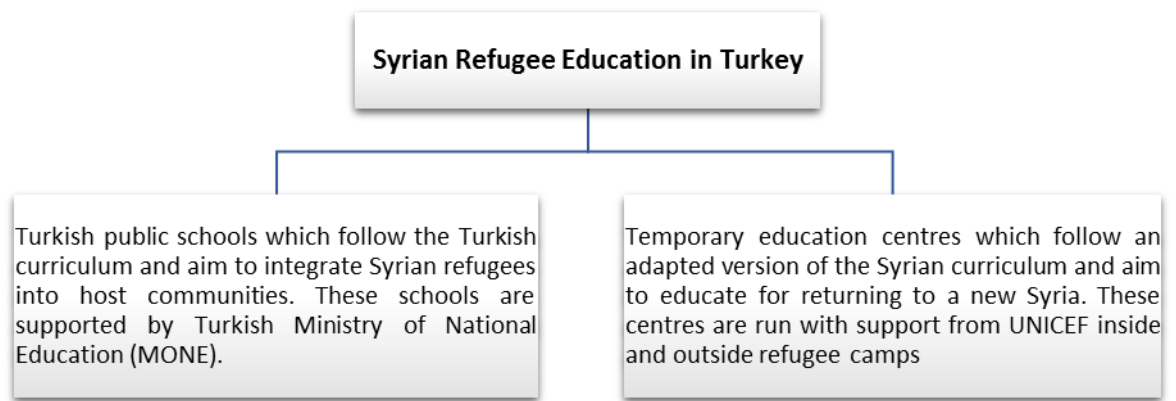 Syrian Refugee Education in Turkey
Turkish public schools which follow the Turkish
curriculum and aim to integrate Syrian refugees
into host communities. These schools are
supported by Turkish Ministry of National
Education (MONE).
Temporary education centres which follow an
adapted version of the Syrian curriculum and aim
to educate for returning to a new Syria. These
centres are run with support from UNICEF inside
and outside refugee camps